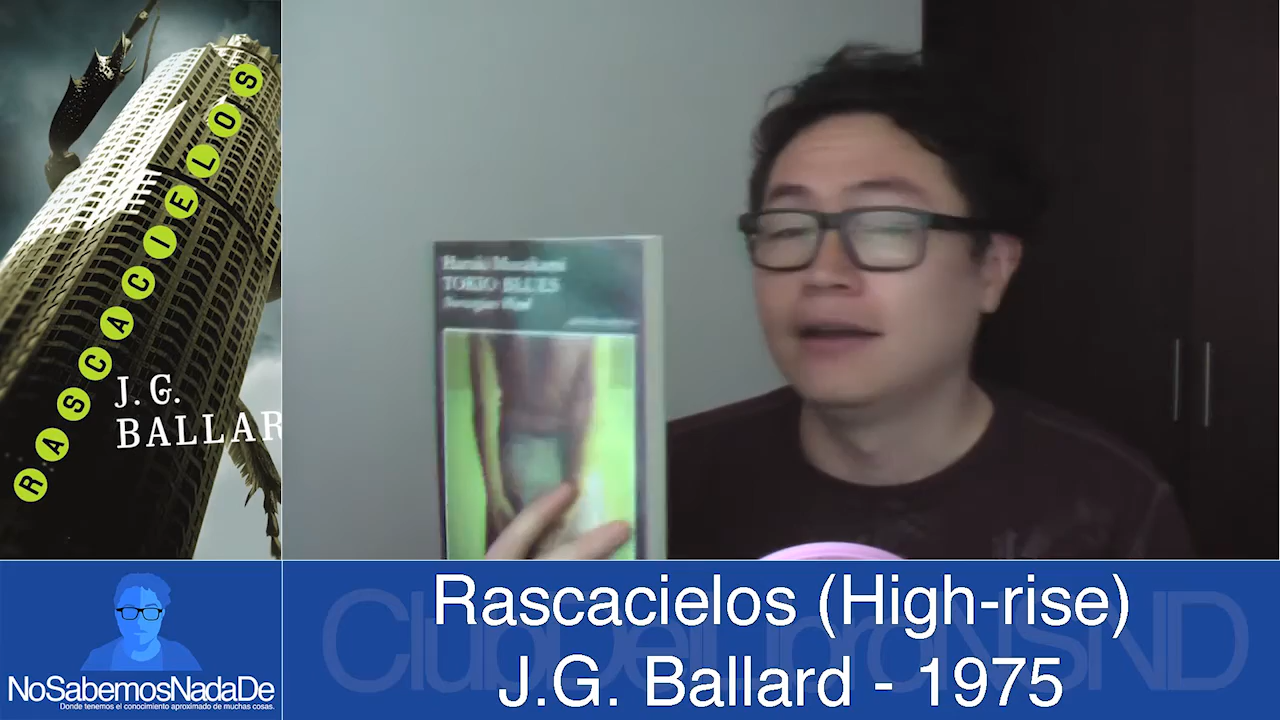 RASCACIELOS
J. G.
BALLAR
Haruki Murakami
TOKIO BLUES
Norwegian Wood
Rascacielos (High-rise)
J.G. Ballard - 1975
ClubDeLibroNSND
NoSabemosNadaDe
Donde tenemos el conocimiento aproximado de muchas cosas.